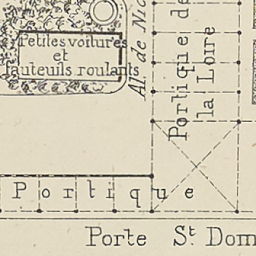 Petites voitures
et
fauteuils roulants
Al. de
Portique de
la Loire
Portique
Porte St. Dom